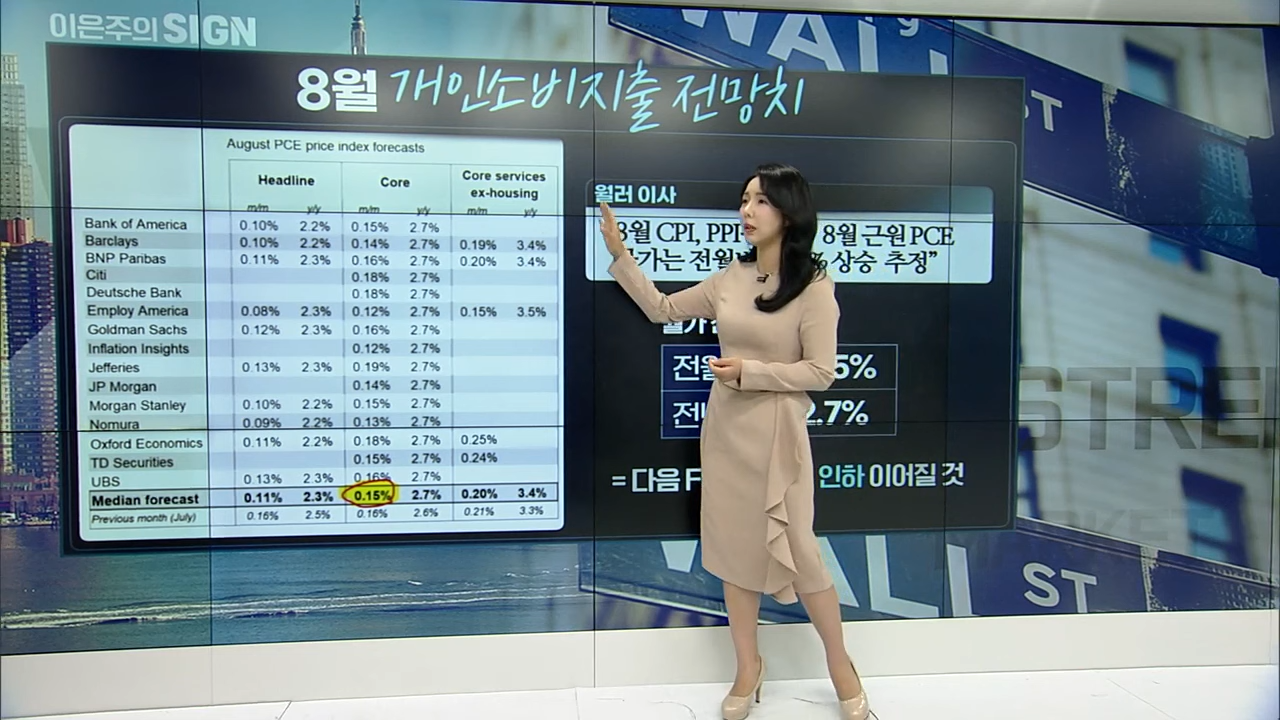 이은주의 SIGN
8월 개인소비지출 전망치
August PCE price index forecasts
Headline Core Core services ex-housing
m/m y/y m/m y/y m/m y/y
Bank of America 0.10% 2.2% 0.15% 2.7%
Barclays 0.10% 2.2% 0.14% 2.7% 0.19% 3.4%
BNP Paribas 0.11% 2.3% 0.16% 2.7% 0.20% 3.4%
Citi 0.18% 2.7%
Deutsche Bank 0.18% 2.7%
Employ America 0.08% 2.3% 0.12% 2.7% 0.15% 3.5%
Goldman Sachs 0.12% 2.3% 0.16% 2.7%
Inflation Insights 0.12% 2.7%
Jefferies 0.13% 2.3% 0.19% 2.7%
JP Morgan 0.14% 2.7%
Morgan Stanley 0.10% 2.2% 0.15% 2.7%
Nomura 0.09% 2.2% 0.13% 2.7%
Oxford Economics 0.11% 2.2% 0.18% 2.7% 0.25%
TD Securities 0.15% 2.7% 0.24%
UBS 0.13% 2.3% 0.16% 2.7%
Median forecast 0.11% 2.3% 0.15% 2.7% 0.20% 3.4%
Previous month (July) 0.16% 2.5% 0.16% 2.6% 0.21% 3.3%
월러 이사
8월 CPI, PPI 8월 근원 PCE
전월 % 상승 추정”
월가
5%
2.7%
= 다음 F 인하 이어질 것
WALL
ST
STRE
WALL ST